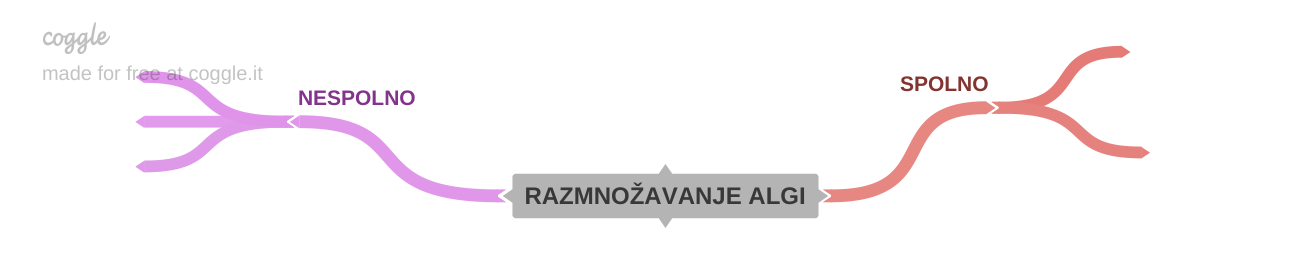 coggle
made for free at coggle.it
NESPOLNO
SPOLNO
RAZMNOŽAVANJE ALGI